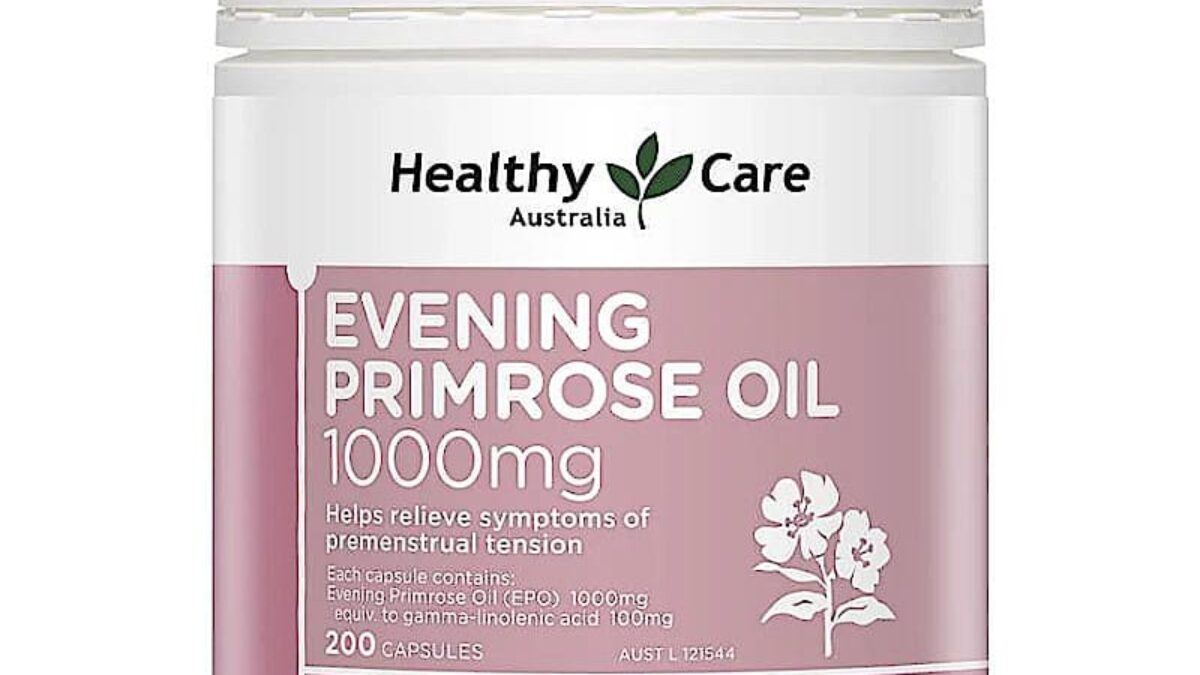 Healthy Care
Australia
EVENING
PRIMROSE OIL
1000mg
Helps relieve symptoms of
premenstrual tension
Each capsule contains:
Evening Primrose Oil (EPO) 1000mg
equiv. to gamma-linolenic acid 100mg
200 CAPSULES AUST L 121544